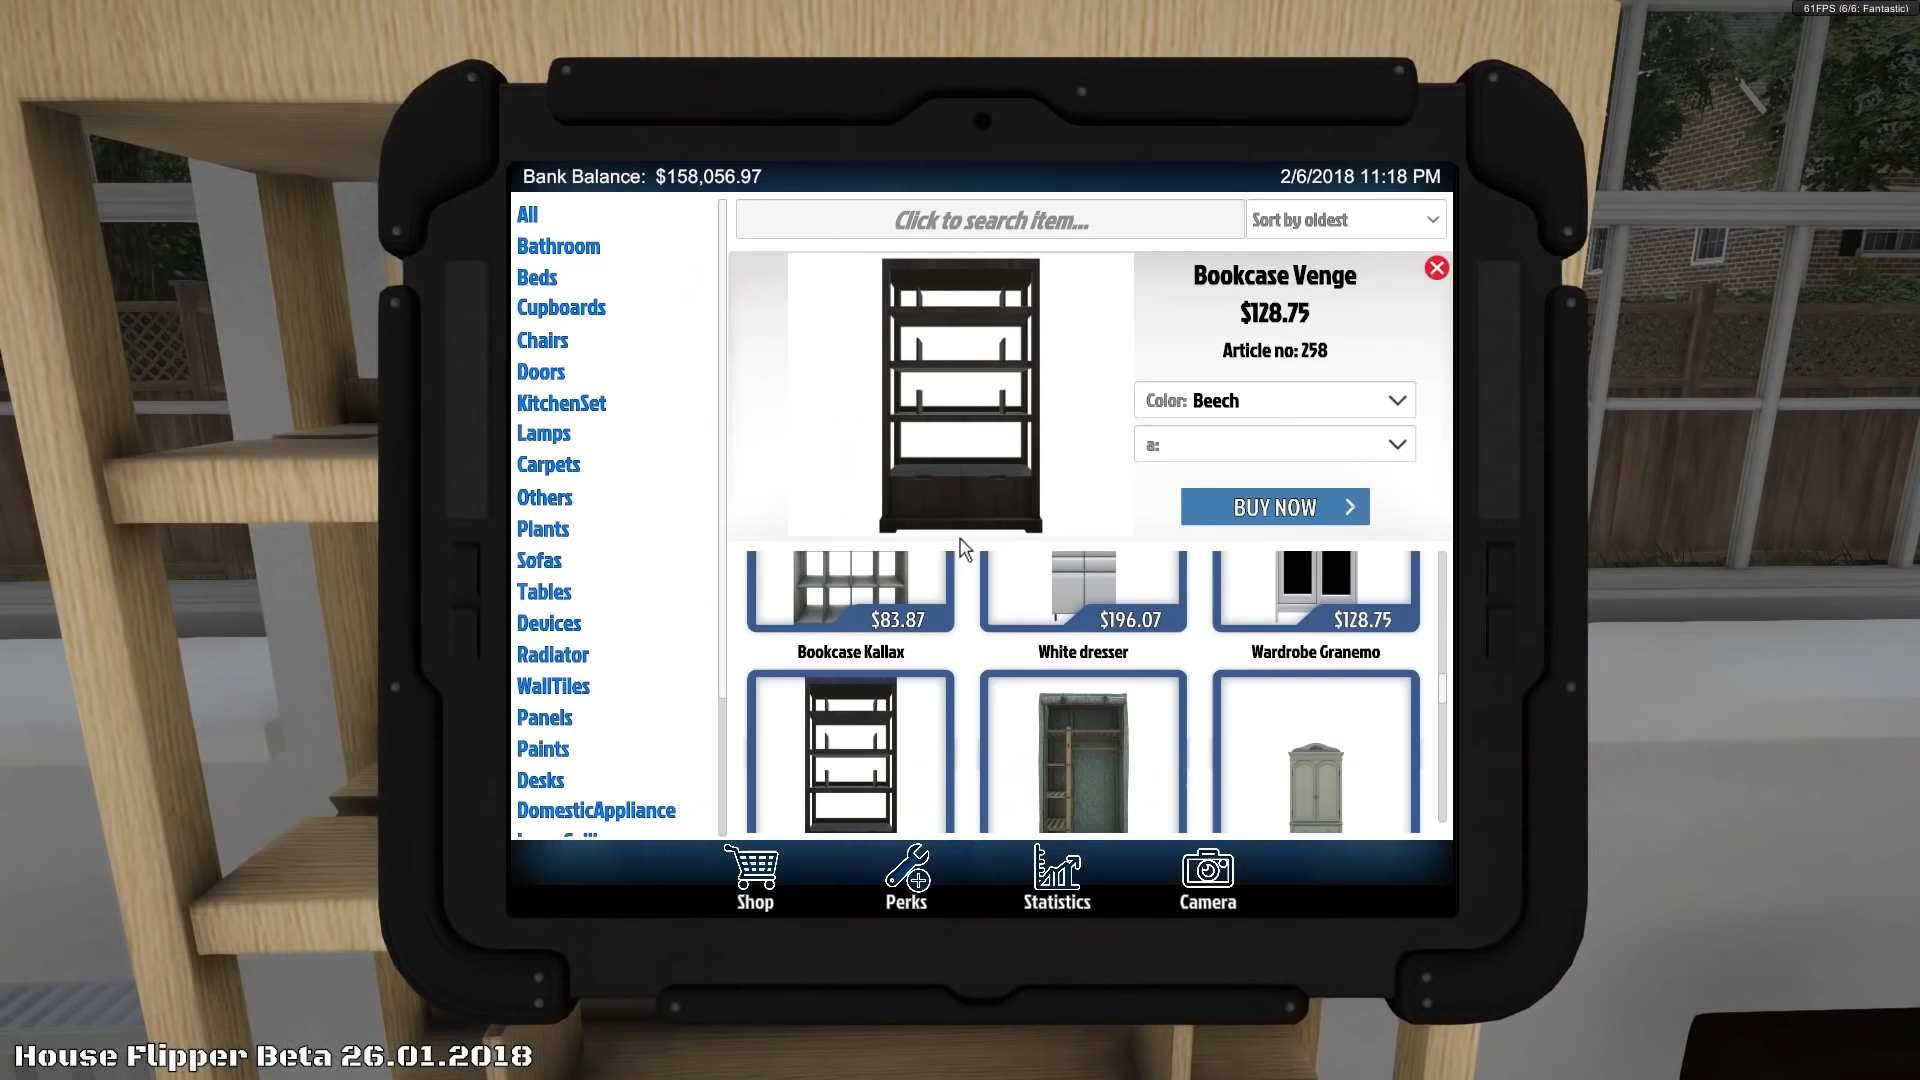 61FPS (6/6: Fantastic)
Bank Balance: $158,056.97
2/6/2018 11:18 PM
All
Bathroom
Beds
Cupboards
Chairs
Doors
KitchenSet
Lamps
Carpets
Others
Plants
Sofas
Tables
Devices
Radiator
WallTiles
Panels
Paints
Desks
DomesticAppliance
Click to search item...
Sort by oldest
Bookcase Venge
$128.75
Article no: 258
Color: Beech
a:
BUY NOW
$83.87
$196.07
$128.75
Bookcase Kallax
White dresser
Wardrobe Granemo
Shop
Perks
Statistics
Camera
House Flipper Beta 26.01.2018